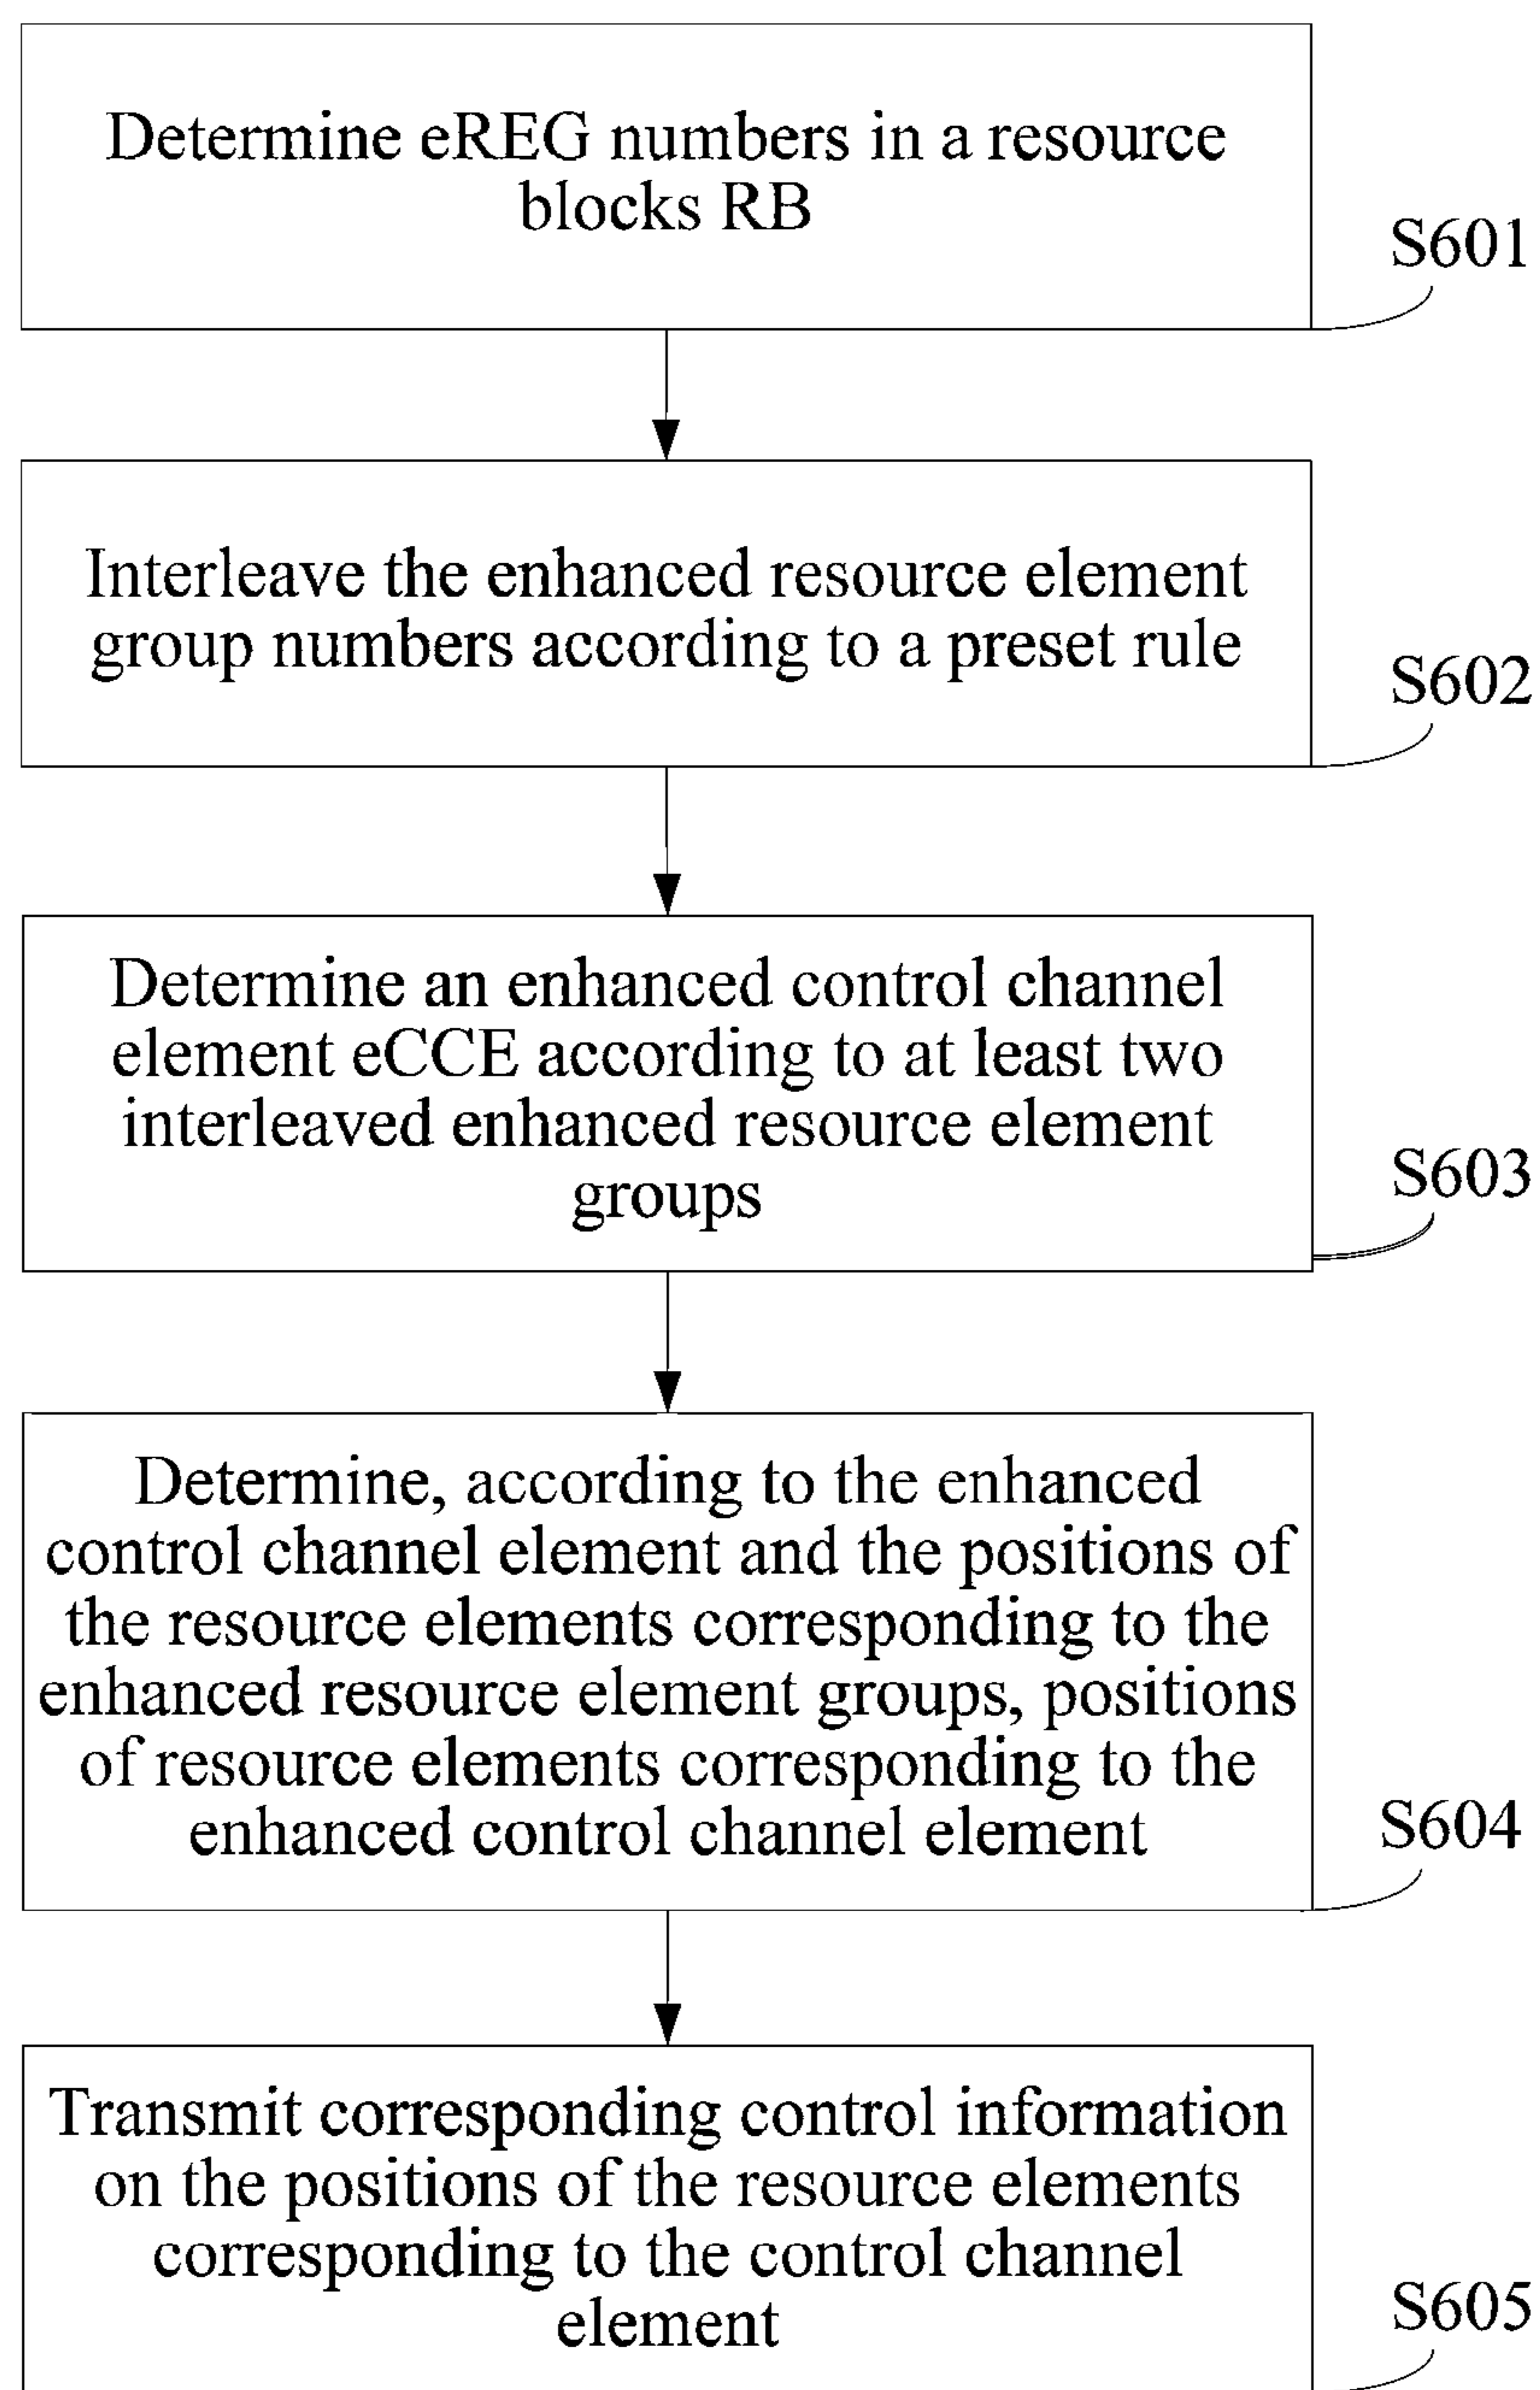 Determine eREG numbers in a resource
blocks RB
S601
Interleave the enhanced resource element
group numbers according to a preset rule
S602
Determine an enhanced control channel
element eCCE according to at least two
interleaved enhanced resource element
groups
S603
Determine, according to the enhanced
control channel element and the positions of
the resource elements corresponding to the
enhanced resource element groups, positions
of resource elements corresponding to the
enhanced control channel element
S604
Transmit corresponding control information
on the positions of the resource elements
corresponding to the control channel
element
S605